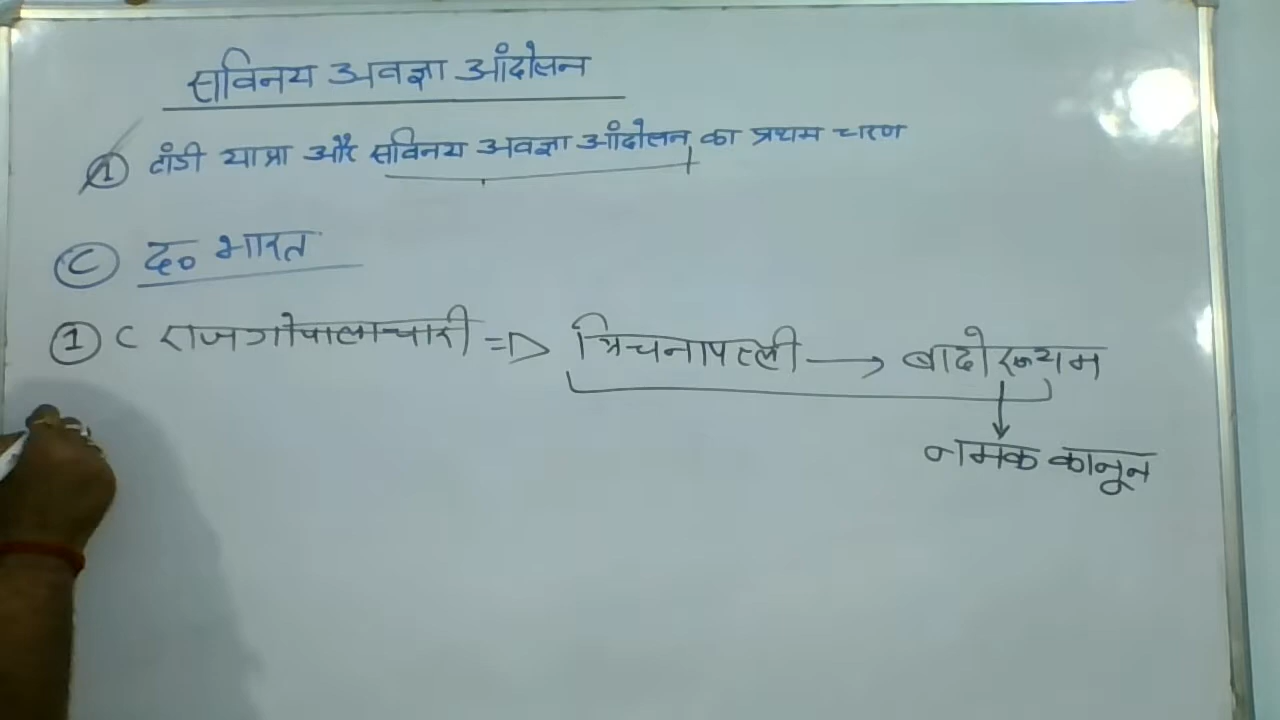 सविनय अवज्ञा आंदोलन
① दांडी यात्रा और सविनय अवज्ञा आंदोलन का प्रथम चरण
Ⓒ द० भारत
① C राजगोपालाचारी => त्रिचनापल्ली → बादोरन्यम
नमक कानून